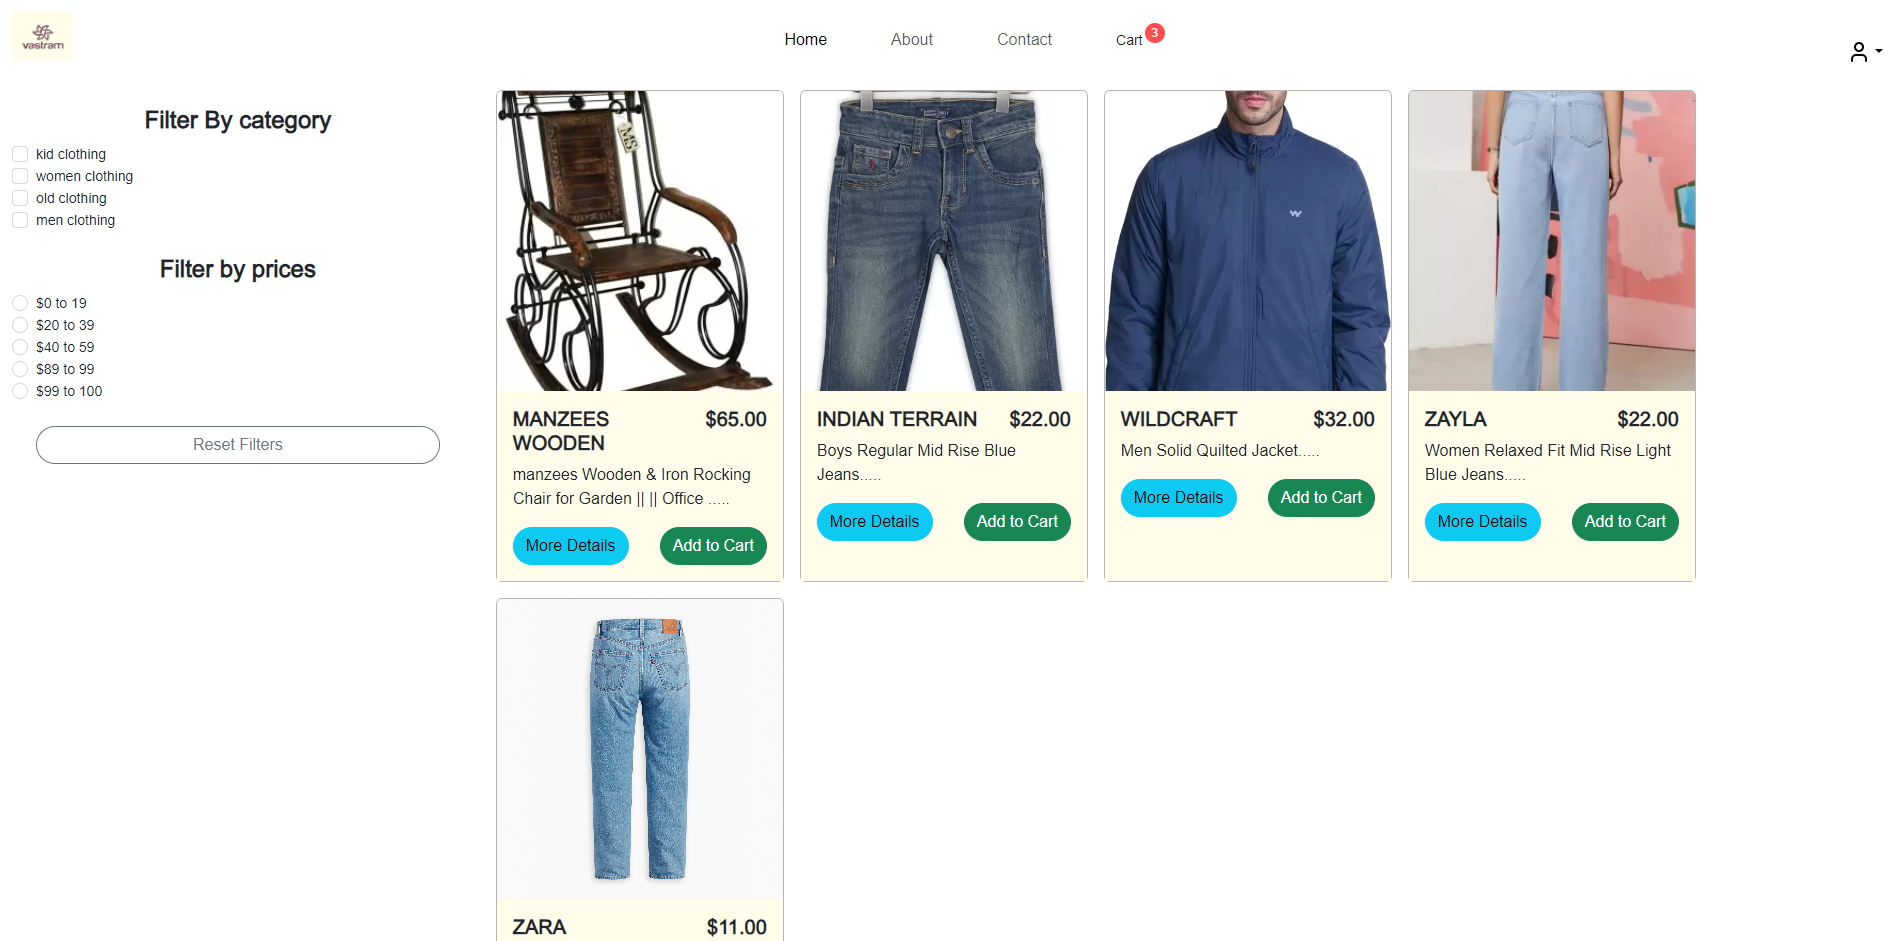 vastram
Home
About
Contact
Cart 3
Filter By category
kid clothing
women clothing
old clothing
men clothing
Filter by prices
$0 to 19
$20 to 39
$40 to 59
$89 to 99
$99 to 100
Reset Filters
MS
MANZEES WOODEN $65.00
manzees Wooden & Iron Rocking
Chair for Garden || || Office .....
More Details
Add to Cart
INDIAN TERRAIN $22.00
Boys Regular Mid Rise Blue
Jeans.....
More Details
Add to Cart
W
WILDCRAFT $32.00
Men Solid Quilted Jacket.....
More Details
Add to Cart
ZAYLA $22.00
Women Relaxed Fit Mid Rise Light
Blue Jeans.....
More Details
Add to Cart
ZARA $11.00